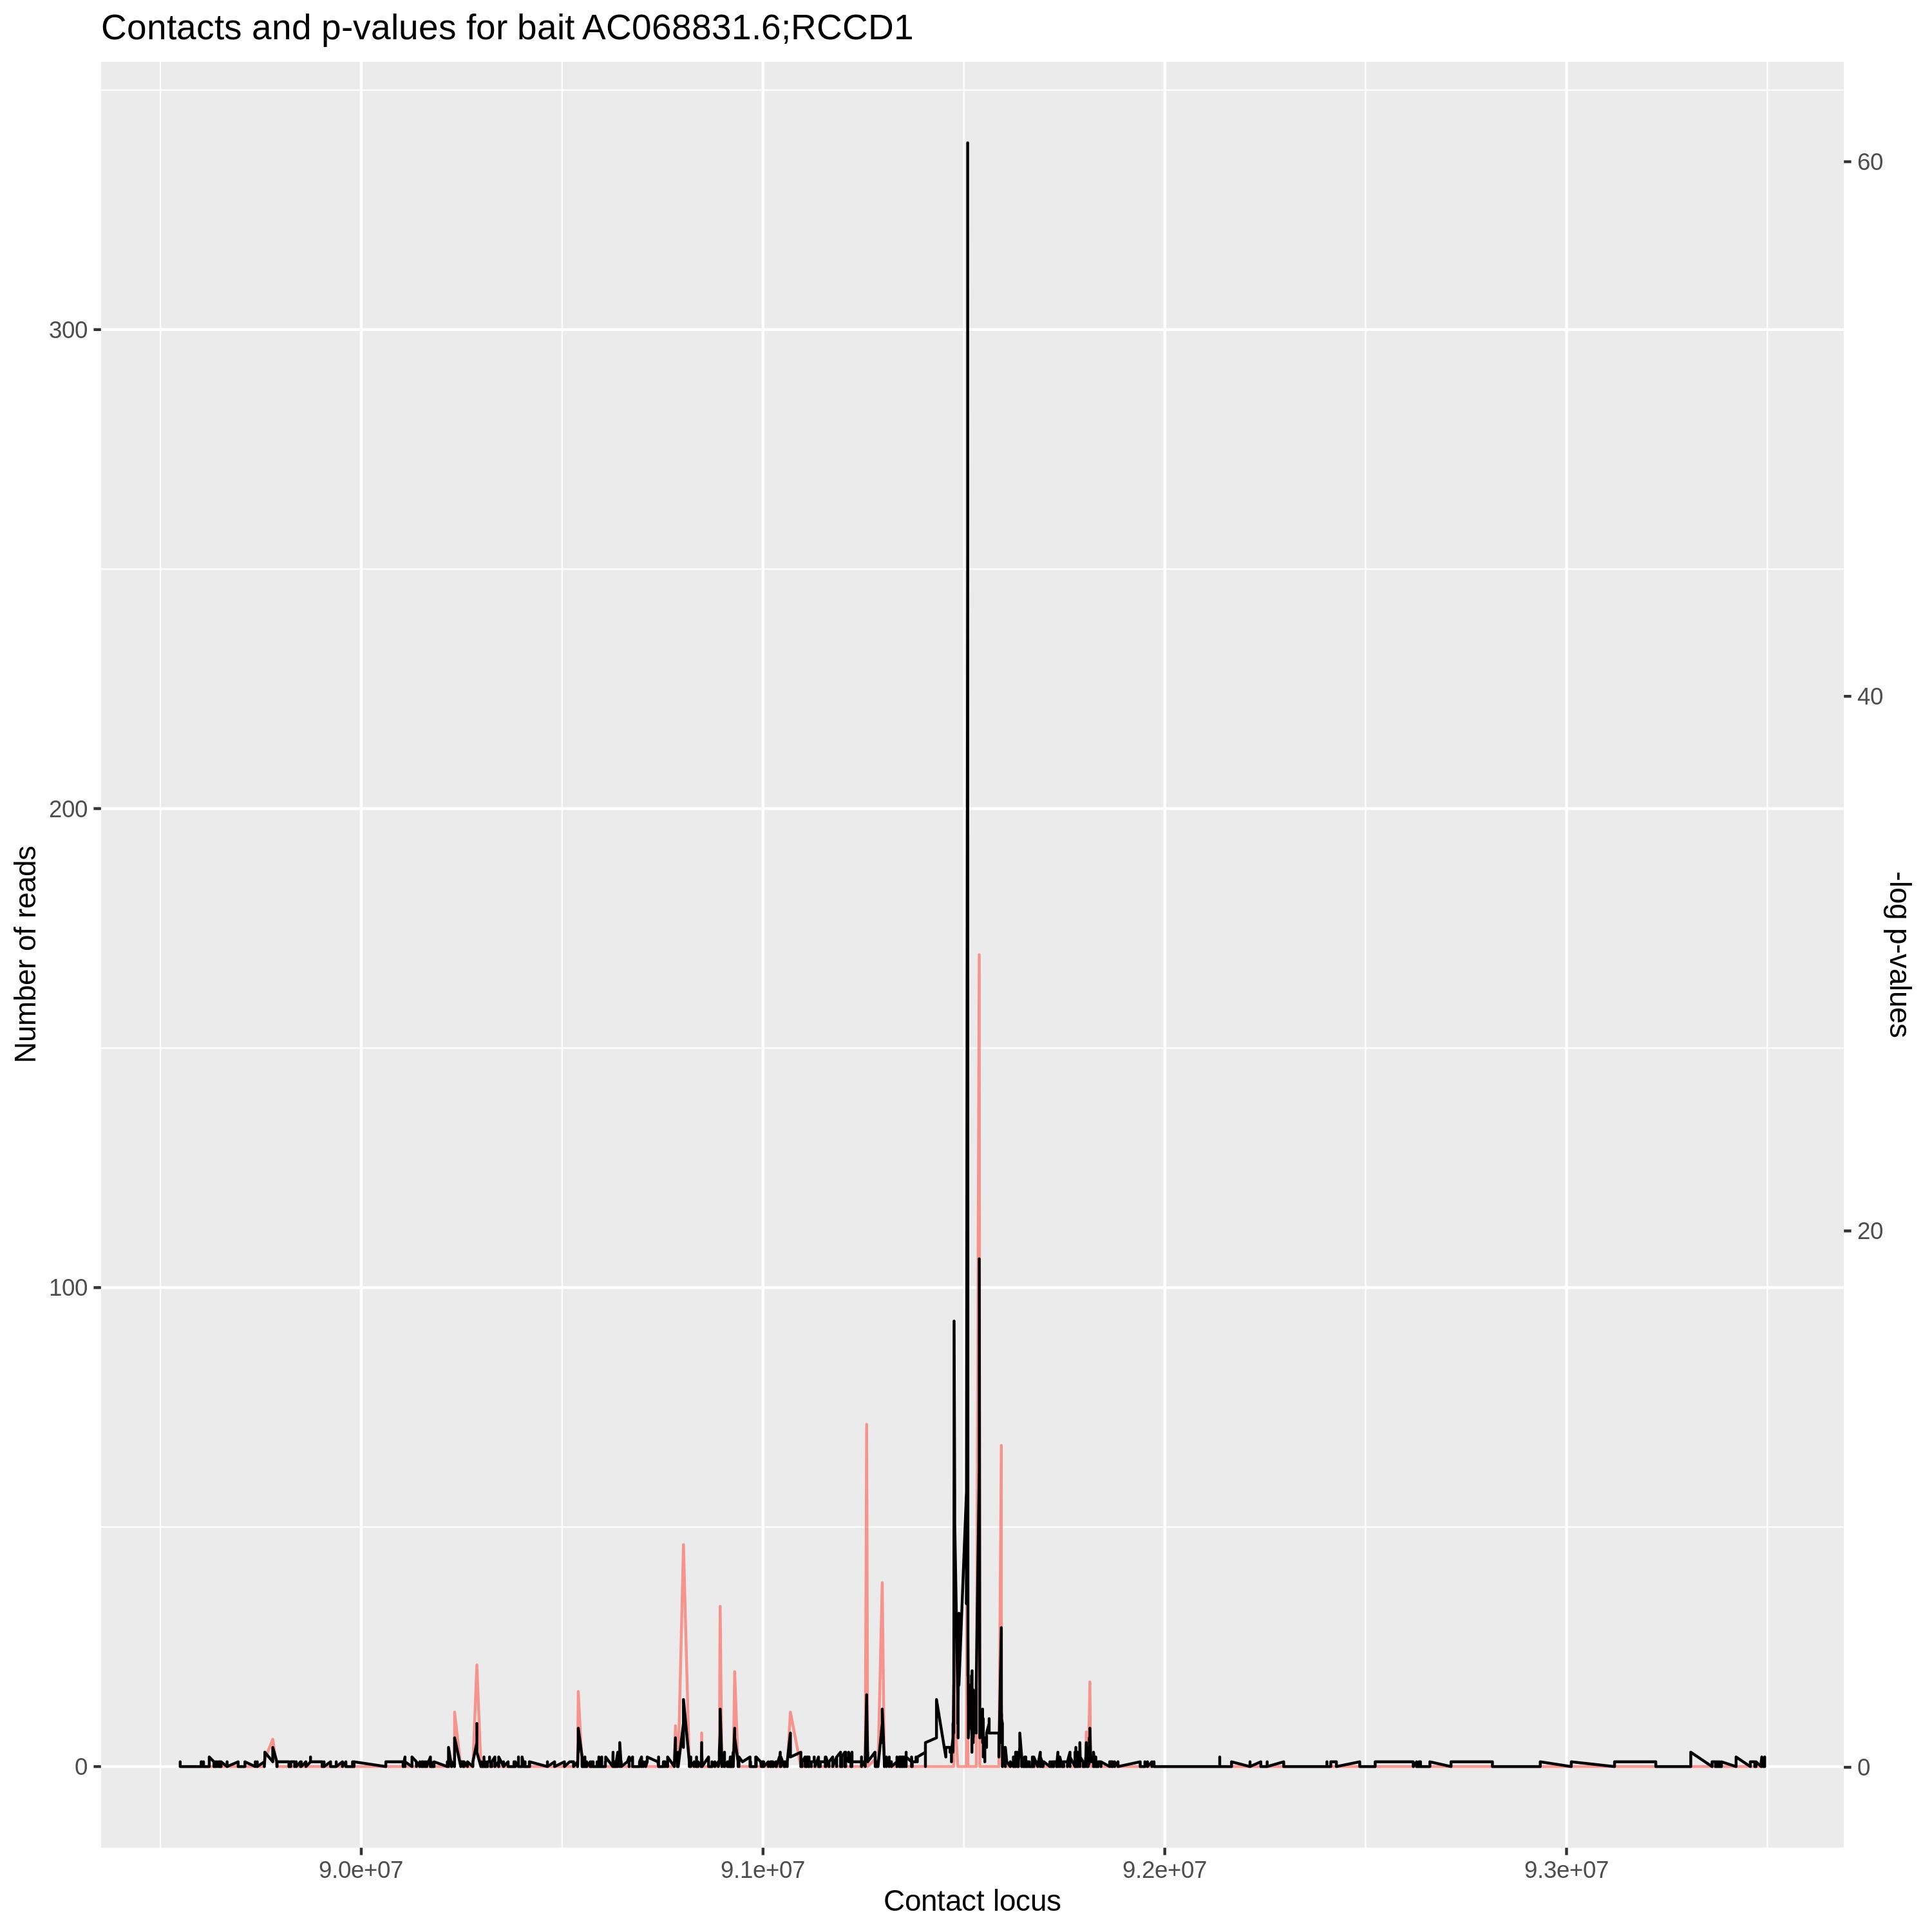 Contacts and p-values for bait AC068831.6;RCCD1
300
200
100
0
Number of reads
60
40
20
0
-log p-values
9.0e+07
9.1e+07
9.2e+07
9.3e+07
Contact locus